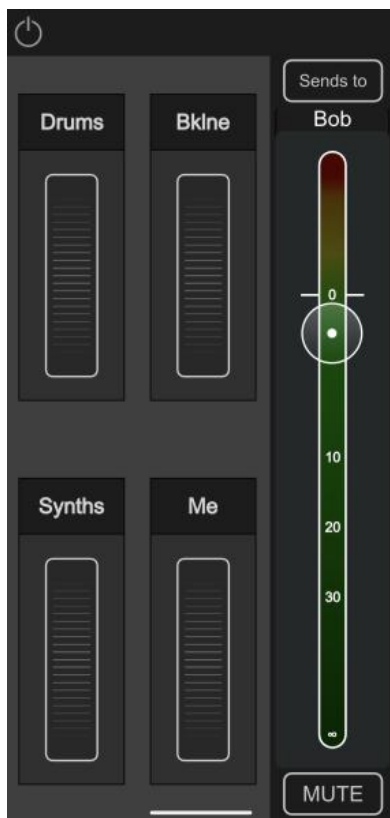 Sends to
Drums
Bklne
Bob
0
10
20
30
∞
Synths
Me
MUTE